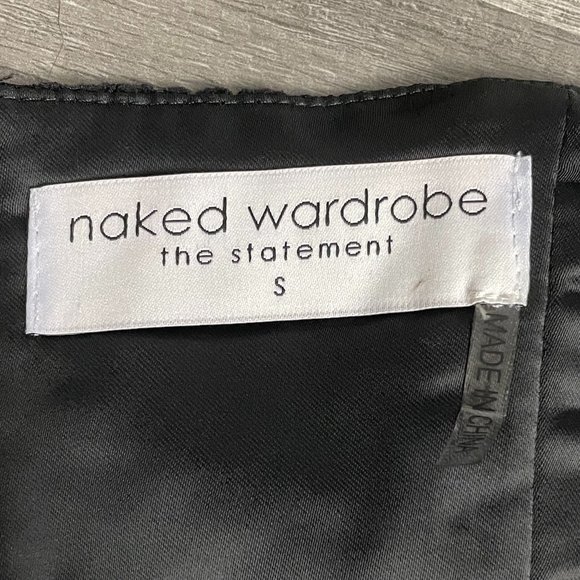 naked wardrobe
the statement
S
MADE IN CHINA